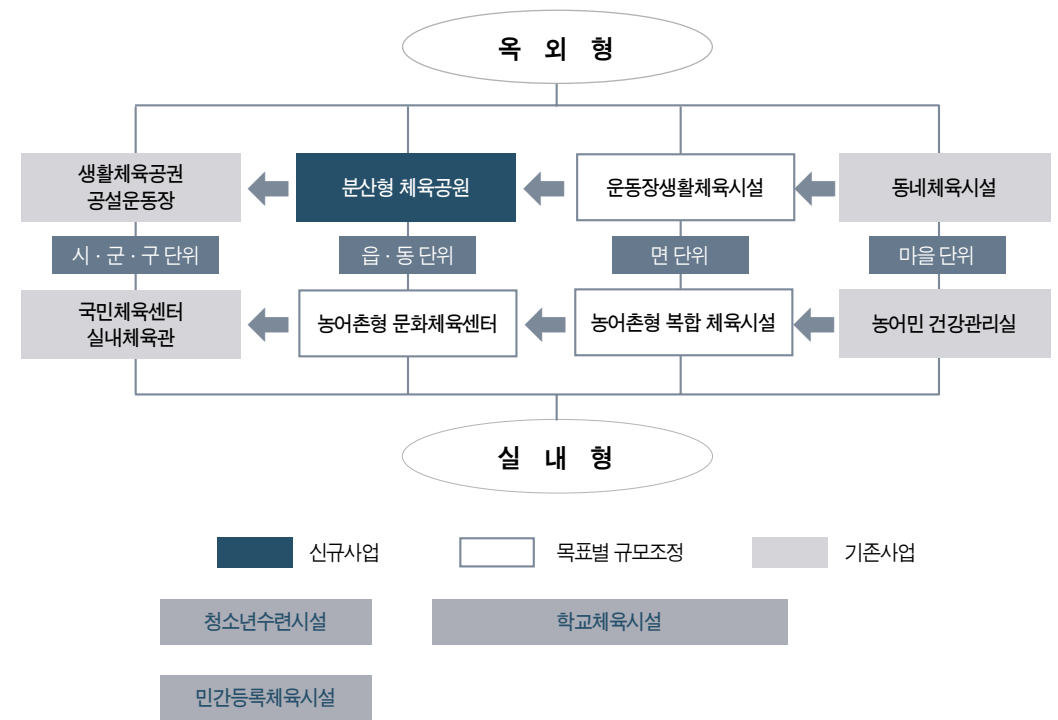 옥 외 형
생활체육공권
공설운동장
분산형 체육공원
운동장생활체육시설
동네체육시설
시 · 군 · 구 단위
읍 · 동 단위
면 단위
마을 단위
국민체육센터
실내체육관
농어촌형 문화체육센터
농어촌형 복합 체육시설
농어민 건강관리실
실 내 형
신규사업
목표별 규모조정
기존사업
청소년수련시설
학교체육시설
민간등록체육시설